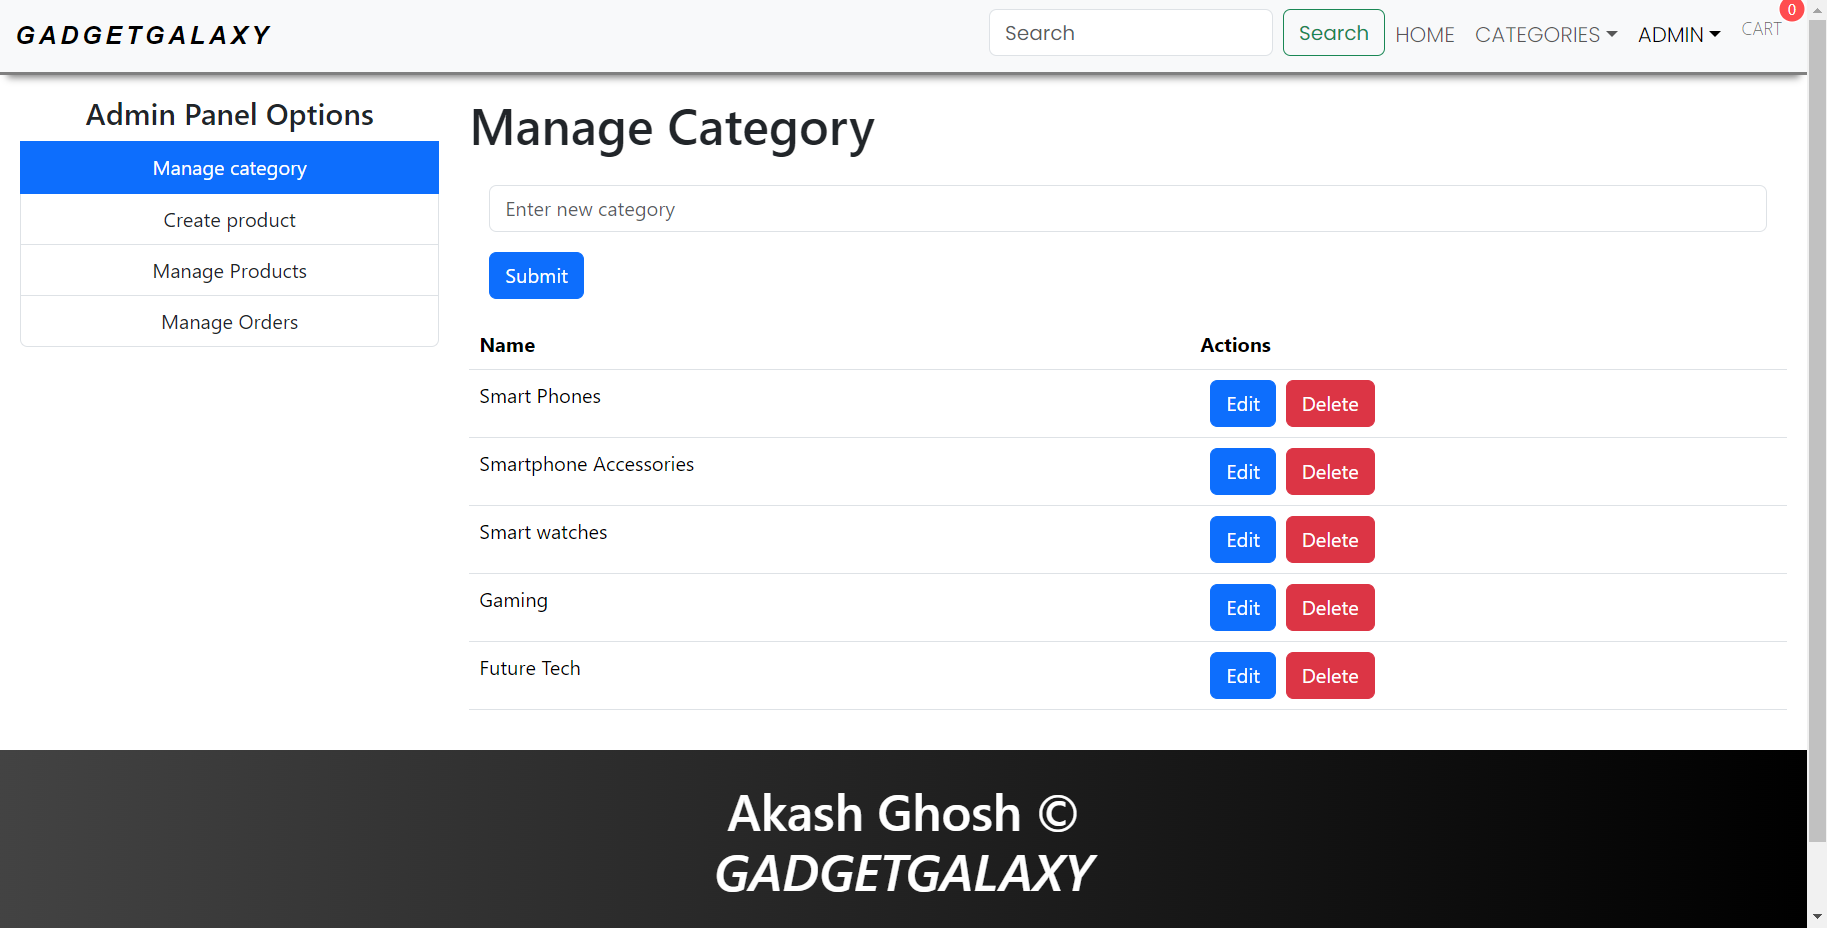 GADGETGALAXY
Search Search HOME CATEGORIES ADMIN CART 0
Admin Panel Options
Manage category
Create product
Manage Products
Manage Orders
Manage Category
Enter new category
Submit
Name Actions
Smart Phones Edit Delete
Smartphone Accessories Edit Delete
Smart watches Edit Delete
Gaming Edit Delete
Future Tech Edit Delete
Akash Ghosh ©
GADGETGALAXY